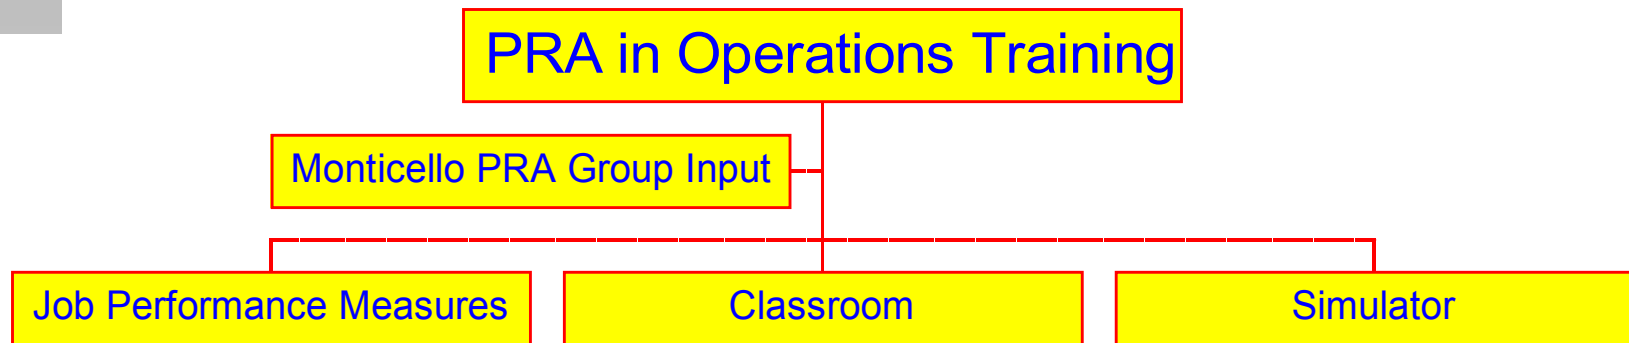 PRA in Operations Training
Monticello PRA Group Input
Job Performance Measures
Classroom
Simulator